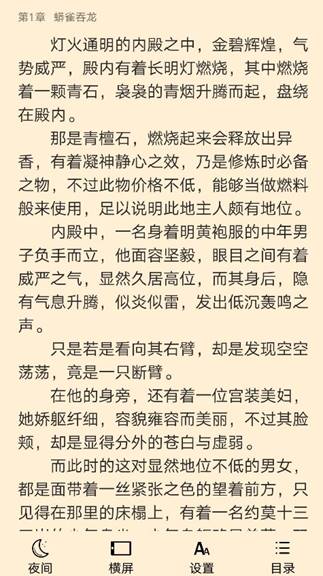 第1章 蟒雀吞龙
灯火通明的内殿之中，金碧辉煌，气
势威严，殿内有着长明灯燃烧，其中燃烧
着一颗青石，袅袅的青烟升腾而起，盘绕
在殿内。
那是青檀石，燃烧起来会释放出异
香，有着凝神静心之效，乃是修炼时必备
之物，不过此物价格不低，能够当做燃料
般来使用，足以说明此地主人颇有地位。
内殿中，一名身着明黄袍服的中年男
子负手而立，他面容坚毅，眼目之间有着
威严之气，显然久居高位，而其身后，隐
有气息升腾，似炎似雷，发出低沉轰鸣之
声。
只是若是看向其右臂，却是发现空空
荡荡，竟是一只断臂。
在他的身旁，还有着一位宫装美妇，
她娇躯纤细，容貌雍容而美丽，不过其脸
颊，却是显得分外的苍白与虚弱。
而此时的这对显然地位不低的男女，
都是面带着一丝紧张之色的望着前方，只
见得在那里的床榻上，有着一名约莫十三
夜间 横屏 设置 目录